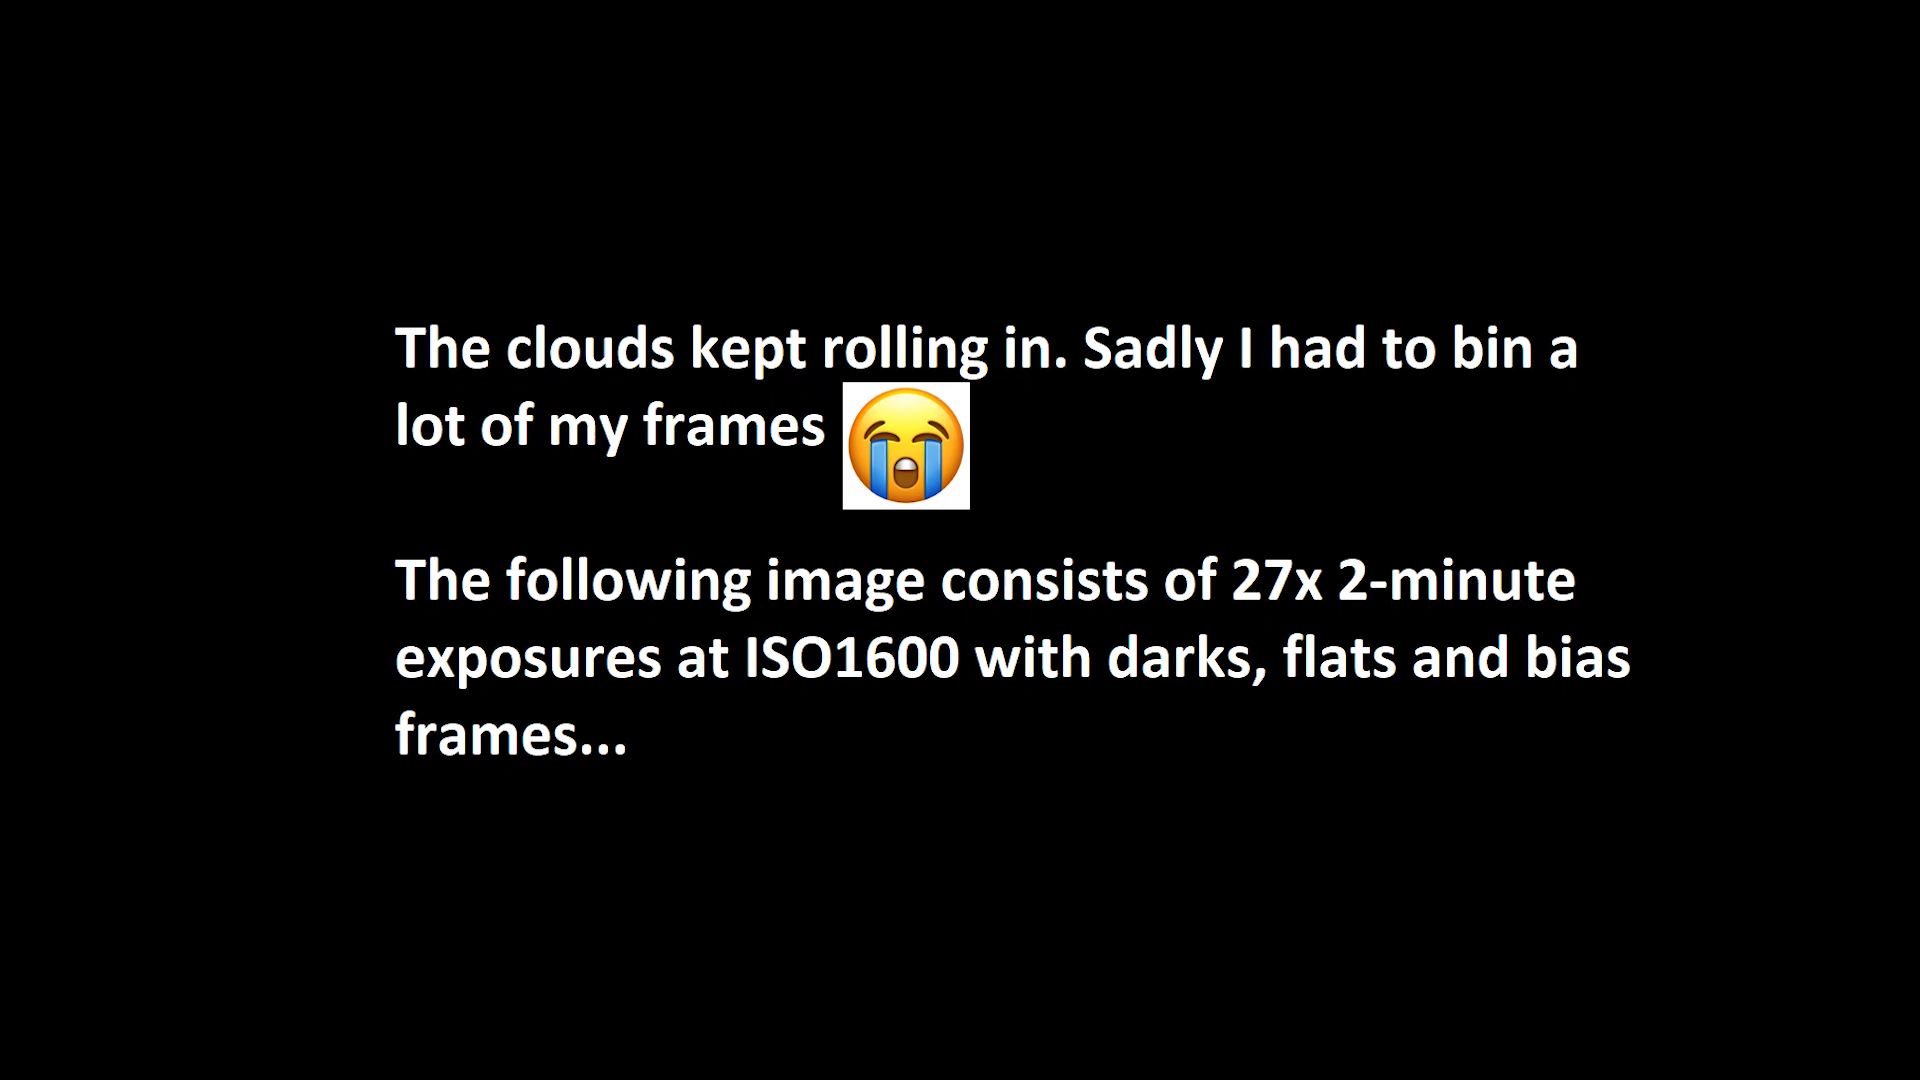 The clouds kept rolling in. Sadly I had to bin a
lot of my frames
The following image consists of 27x 2-minute
exposures at ISO1600 with darks, flats and bias
frames...